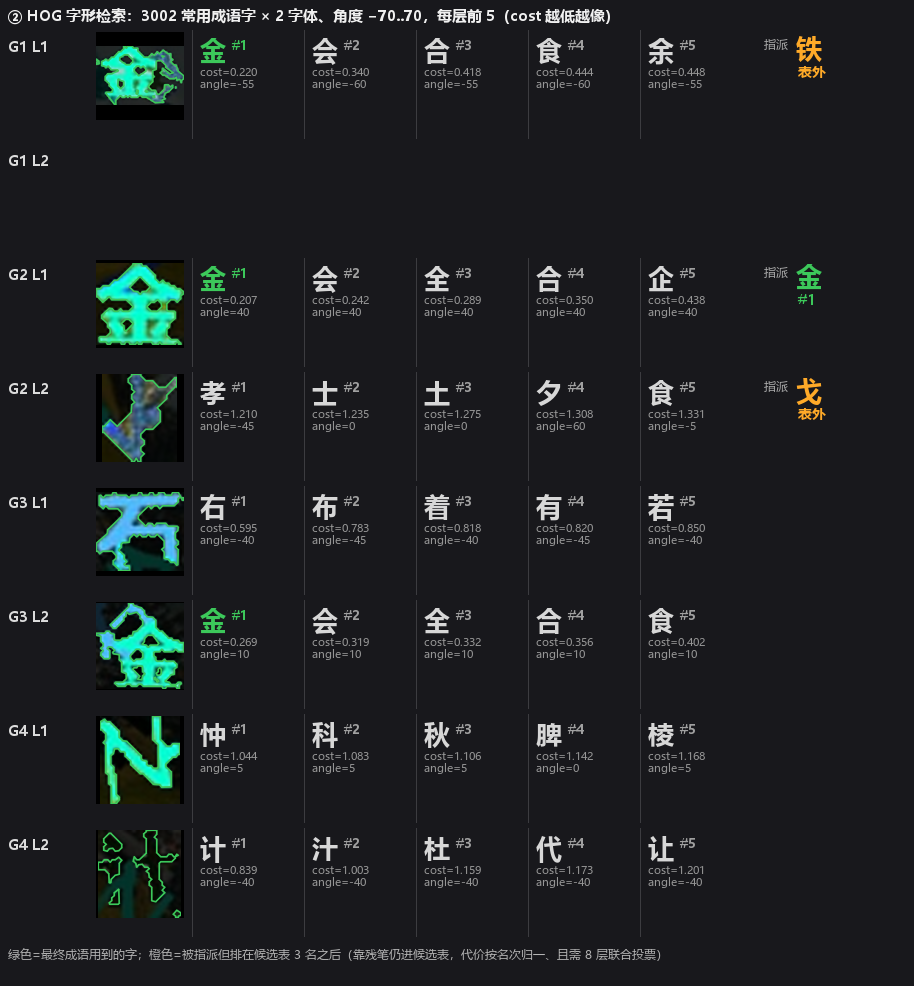 ② HOG 字形检索：3002 常用成语字 × 2 字体、角度 −70..70，每层前 5（cost 越低越像）
G1 L1 金 #1 会 #2 合 #3 食 #4 余 #5 指派 铁
cost=0.220 cost=0.340 cost=0.418 cost=0.444 cost=0.448 表外
angle=-55 angle=-60 angle=-55 angle=-60 angle=-55
G1 L2
G2 L1 金 金 #1 会 #2 全 #3 合 #4 企 #5 指派 金
cost=0.207 cost=0.242 cost=0.289 cost=0.350 cost=0.438 #1
angle=40 angle=40 angle=40 angle=40 angle=40
G2 L2 孝 #1 士 #2 土 #3 夕 #4 食 #5 指派 戈
cost=1.210 cost=1.235 cost=1.275 cost=1.308 cost=1.331 表外
angle=-45 angle=0 angle=0 angle=60 angle=-5
G3 L1 右 #1 布 #2 着 #3 有 #4 若 #5
cost=0.595 cost=0.783 cost=0.818 cost=0.820 cost=0.850
angle=-40 angle=-45 angle=-40 angle=-45 angle=-40
G3 L2 金 金 #1 会 #2 全 #3 合 #4 食 #5
cost=0.269 cost=0.319 cost=0.332 cost=0.356 cost=0.402
angle=10 angle=10 angle=10 angle=10 angle=10
G4 L1 忡 #1 科 #2 秋 #3 脾 #4 棱 #5
cost=1.044 cost=1.083 cost=1.106 cost=1.142 cost=1.168
angle=5 angle=5 angle=5 angle=0 angle=5
G4 L2 计 #1 汁 #2 杜 #3 代 #4 让 #5
cost=0.839 cost=1.003 cost=1.159 cost=1.173 cost=1.201
angle=-40 angle=-40 angle=-40 angle=-40 angle=-40
绿色=最终成语用到的字；橙色=被指派但排在候选表 3 名之后（靠残笔仍进候选表，代价按名次归一、且需 8 层联合投票）